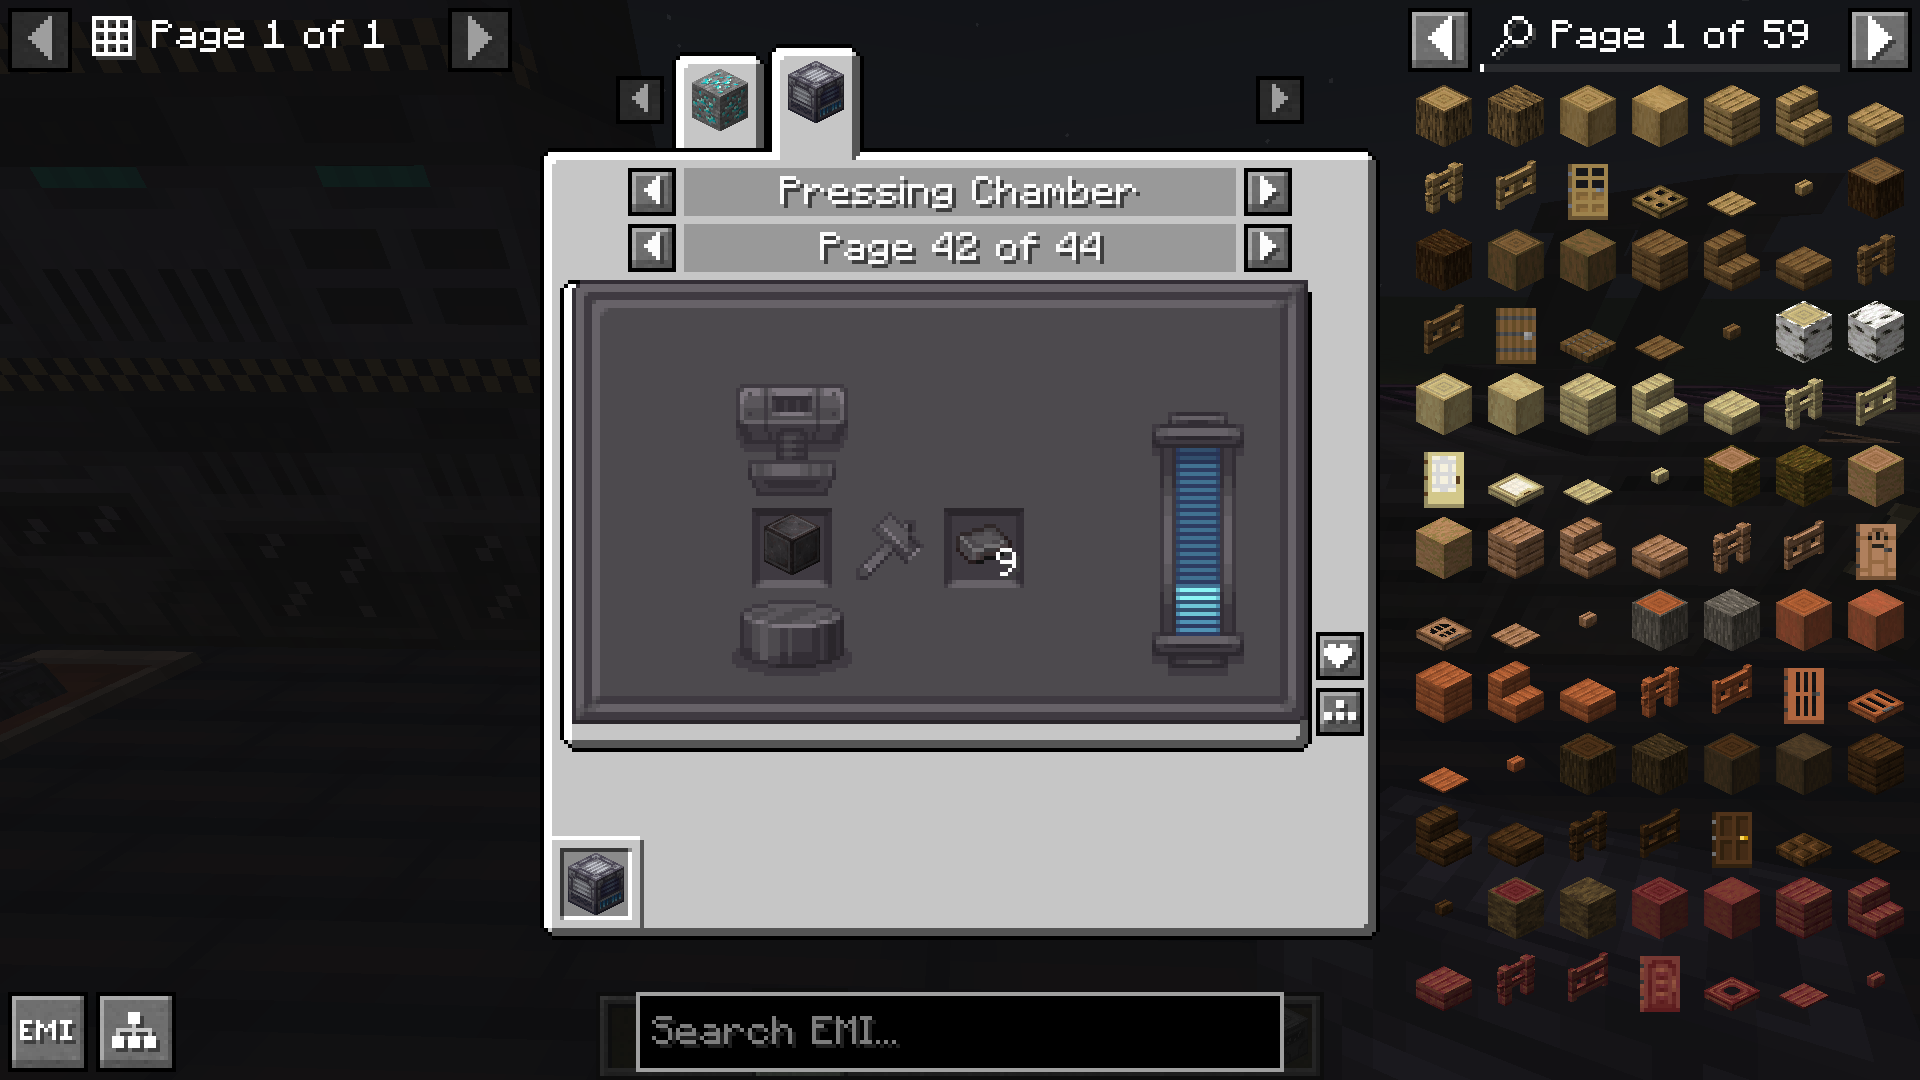 Page 1 of 1
Page 1 of 59
Pressing Chamber
Page 42 of 44
9
EMI
Search EMI...